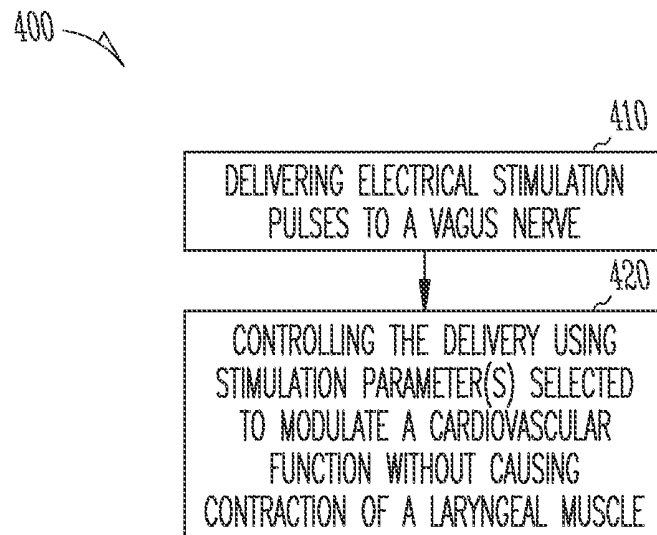 400
410
DELIVERING ELECTRICAL STIMULATION
PULSES TO A VAGUS NERVE
420
CONTROLLING THE DELIVERY USING
STIMULATION PARAMETER(S) SELECTED
TO MODULATE A CARDIOVASCULAR
FUNCTION WITHOUT CAUSING
CONTRACTION OF A LARYNGEAL MUSCLE